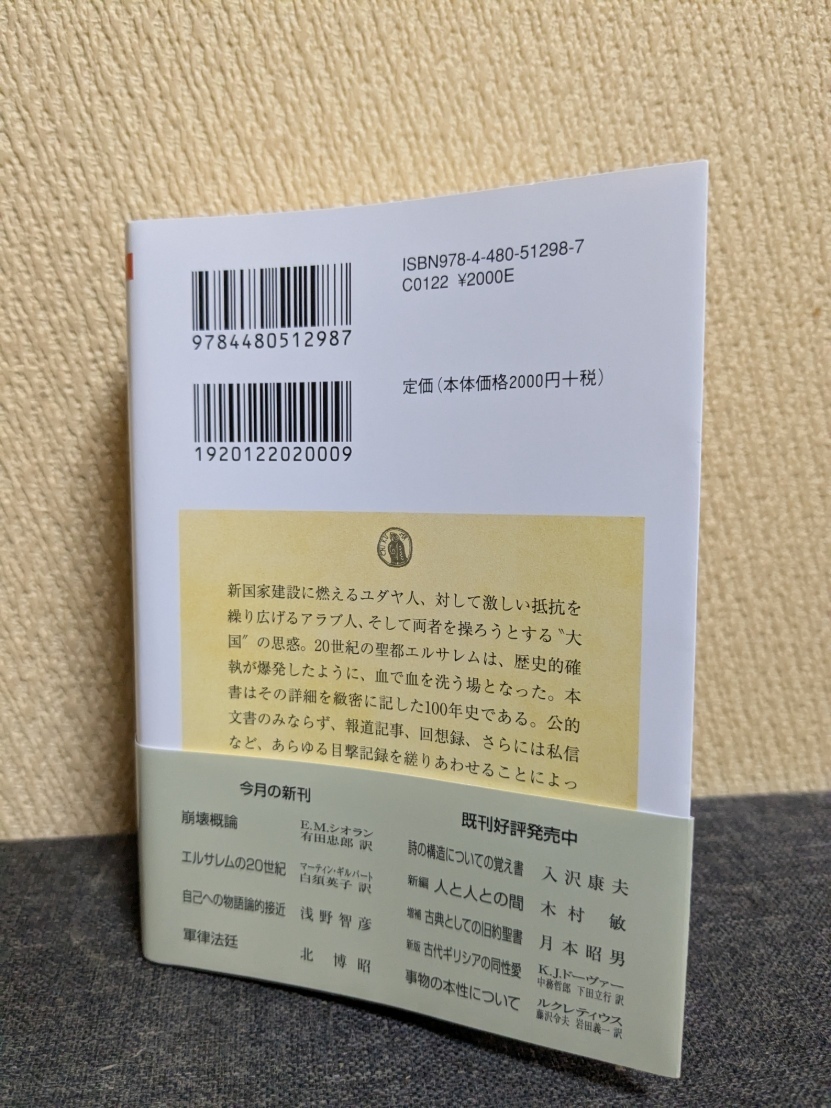 ISBN978-4-480-51298-7
C0122 ¥2000E
9784480512987
定価(本体価格2000円+税)
1920122020009
新国家建設に燃えるユダヤ人、対して激しい抵抗を
繰り広げるアラブ人、そして両者を操ろうとする〝大
国〟の思惑。20世紀の聖都エルサレムは、歴史的確
執が爆発したように、血で血を洗う場となった。本
書はその詳細を緻密に記した100年史である。公的
文書のみならず、報道記事、回想録、さらには私信
など、あらゆる目撃記録を縒りあわせることによっ
今月の新刊
崩壊概論 E.M.シオラン 有田忠郎 訳
エルサレムの20世紀 マーティン・ギルバート 白須英子 訳
自己への物語論的接近 浅野智彦
軍律法廷 北博昭
既刊好評発売中
詩の構造についての覚え書 入沢康夫
新編 人と人との間 木村敏
増補 古典としての旧約聖書 月本昭男
新版 古代ギリシアの同性愛 K.J.ドーヴァー 中務哲郎 下田立行 訳
事物の本性について ルクレティウス 藤沢令夫 岩田義一 訳